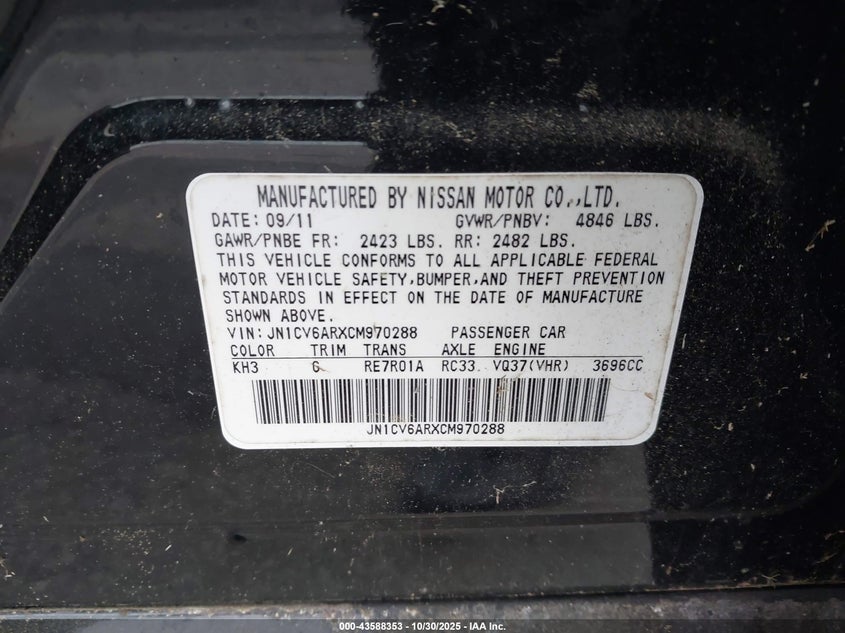 MANUFACTURED BY NISSAN MOTOR CO.,LTD.
DATE: 09/11 GVWR/PNBV: 4846 LBS.
GAWR/PNBE FR: 2423 LBS. RR: 2482 LBS.
THIS VEHICLE CONFORMS TO ALL APPLICABLE FEDERAL
MOTOR VEHICLE SAFETY,BUMPER,AND THEFT PREVENTION
STANDARDS IN EFFECT ON THE DATE OF MANUFACTURE
SHOWN ABOVE.
VIN:JN1CV6ARXCM970288 PASSENGER CAR
COLOR TRIM TRANS AXLE ENGINE
KH3 G RE7R01A RC33 VQ37(VHR) 3696CC
JN1CV6ARXCM970288
000-43588353 - 10/30/2025 - IAA Inc.